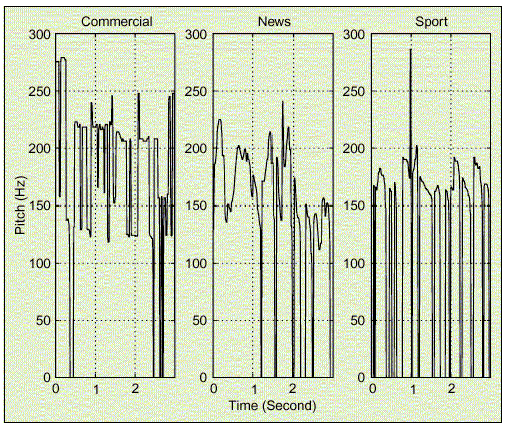 Commercial News Sport
300 300 300
250 250 250
200 200 200
150 150 150
100 100 100
50 50 50
0 0 0
0 1 2 0 1 2 0 1 2
Pitch (Hz)
Time (Second)